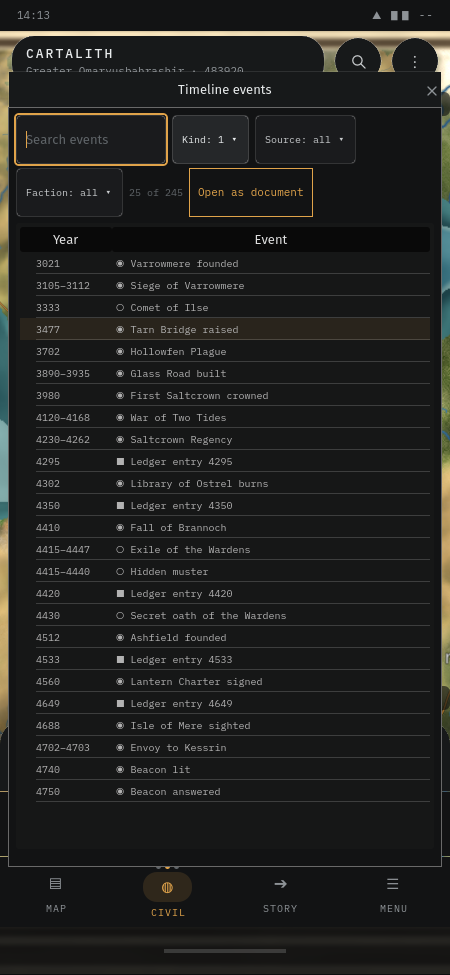 14:13
CARTALITH
Greater Omaryusbahrashir · 483920
Timeline events
Search events
Kind: 1
Source: all
Faction: all
25 of 245
Open as document
Year Event
3021 Varrowmere founded
3105–3112 Siege of Varrowmere
3333 Comet of Ilse
3477 Tarn Bridge raised
3702 Hollowfen Plague
3890–3935 Glass Road built
3980 First Saltcrown crowned
4120–4168 War of Two Tides
4230–4262 Saltcrown Regency
4295 Ledger entry 4295
4302 Library of Ostrel burns
4350 Ledger entry 4350
4410 Fall of Brannoch
4415–4447 Exile of the Wardens
4415–4440 Hidden muster
4420 Ledger entry 4420
4430 Secret oath of the Wardens
4512 Ashfield founded
4533 Ledger entry 4533
4560 Lantern Charter signed
4649 Ledger entry 4649
4688 Isle of Mere sighted
4702–4703 Envoy to Kessrin
4740 Beacon lit
4750 Beacon answered
MAP
CIVIL
STORY
MENU